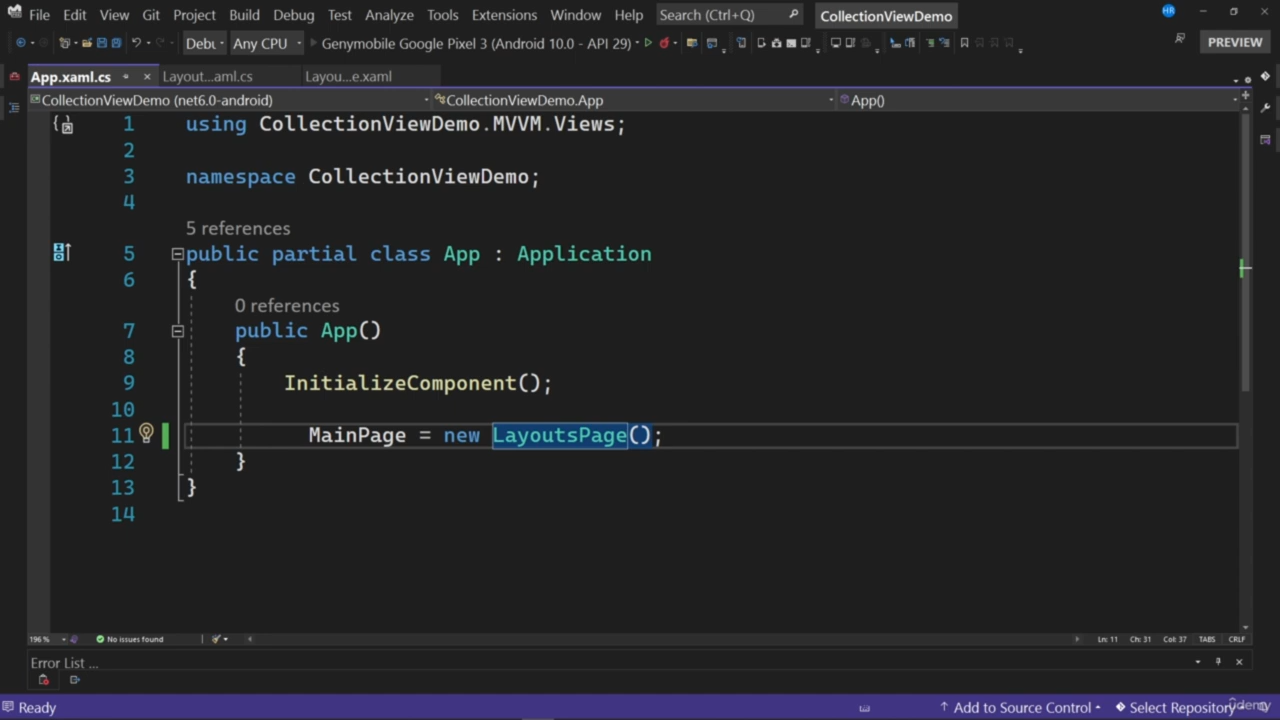 File Edit View Git Project Build Debug Test Analyze Tools Extensions Window Help Search (Ctrl+Q) CollectionViewDemo HR
Debu Any CPU Genymobile Google Pixel 3 (Android 10.0 - API 29) PREVIEW
App.xaml.cs Layout...aml.cs Layou...e.xaml
CollectionViewDemo (net6.0-android) CollectionViewDemo.App App()
1 using CollectionViewDemo.MVVM.Views;
2
3 namespace CollectionViewDemo;
4
5 references
5 public partial class App : Application
6 {
0 references
7 public App()
8 {
9 InitializeComponent();
10
11 MainPage = new LayoutsPage();
12 }
13 }
14
196 % No issues found Ln: 11 Ch: 31 Col: 37 TABS CRLF
Error List ...
Ready Add to Source Control Select Repository
Udemy